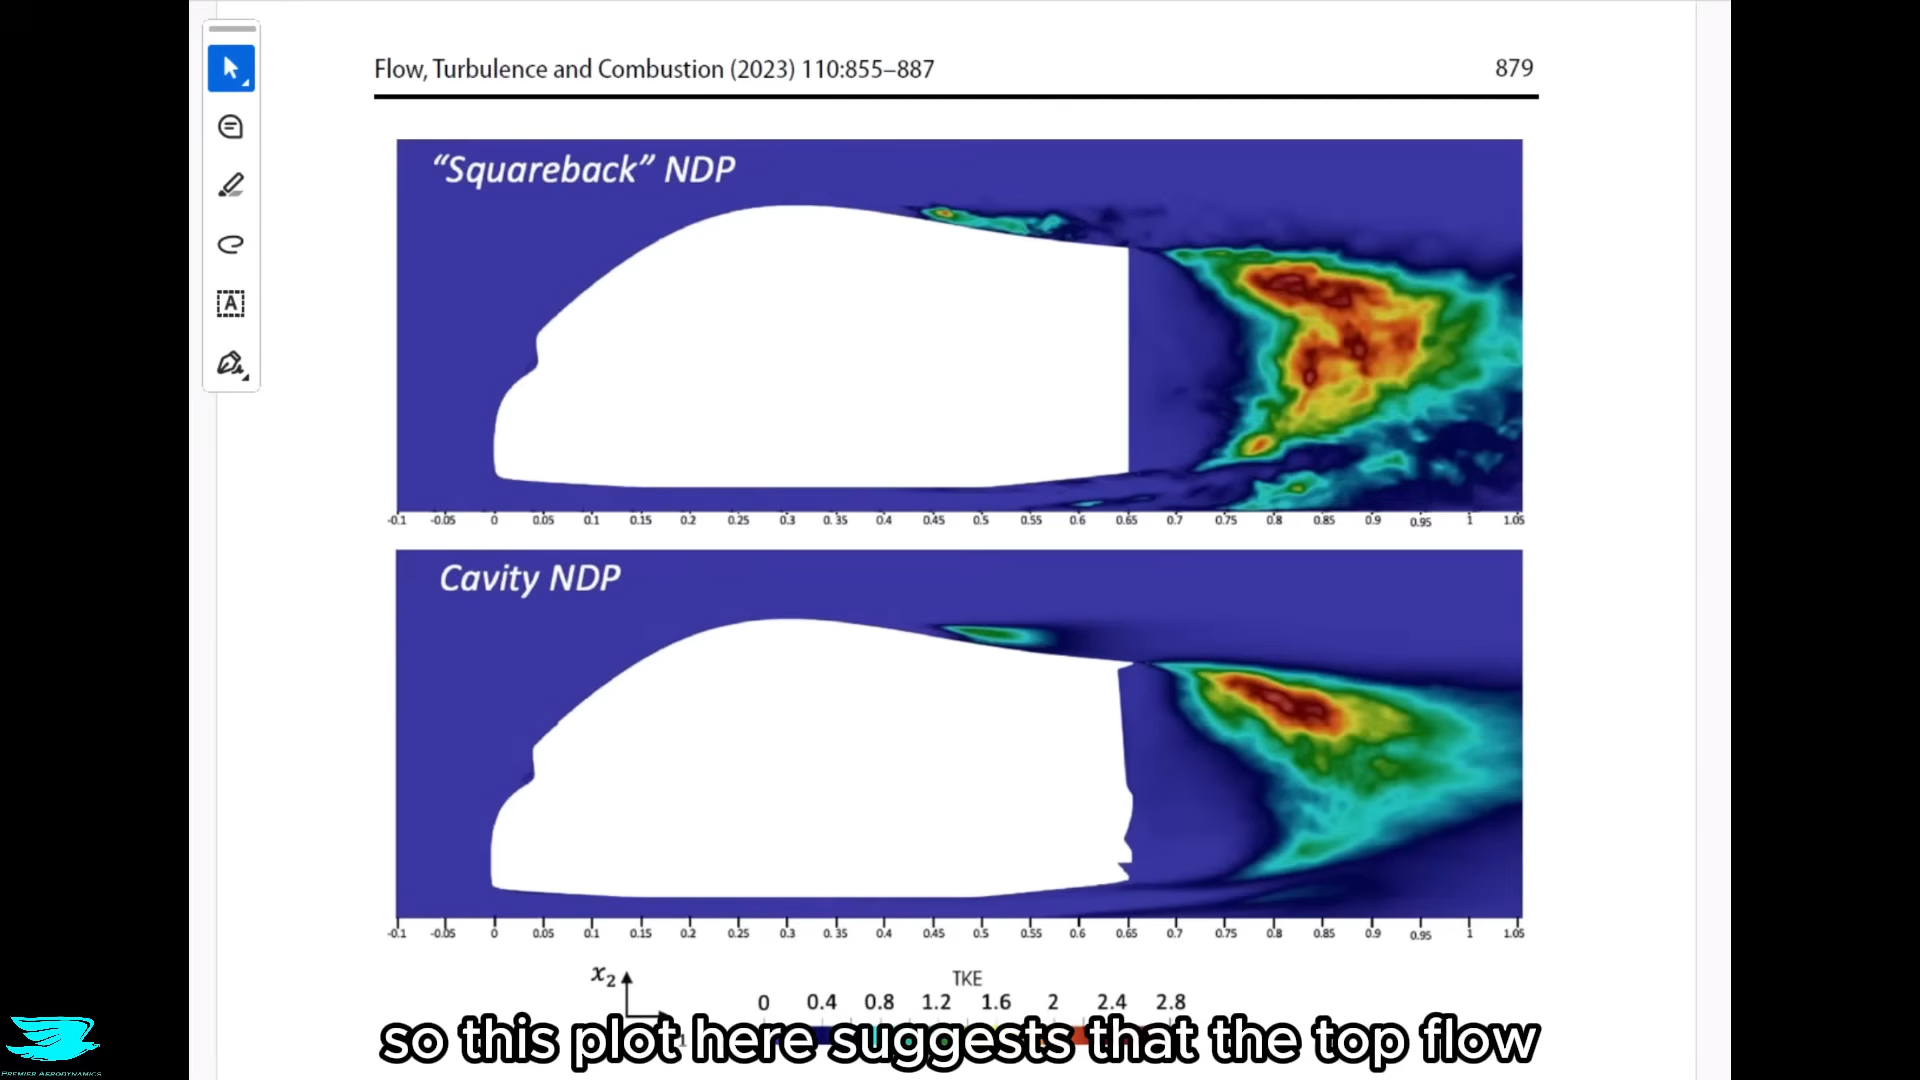 Flow, Turbulence and Combustion (2023) 110:855–887
879
“Squareback” NDP
-0.1 -0.05 0 0.05 0.1 0.15 0.2 0.25 0.3 0.35 0.4 0.45 0.5 0.55 0.6 0.65 0.7 0.75 0.8 0.85 0.9 0.95 1 1.05
Cavity NDP
-0.1 -0.05 0 0.05 0.1 0.15 0.2 0.25 0.3 0.35 0.4 0.45 0.5 0.55 0.6 0.65 0.7 0.75 0.8 0.85 0.9 0.95 1 1.05
x₂
TKE
0 0.4 0.8 1.2 1.6 2 2.4 2.8
so this plot here suggests that the top flow
PREMIER AERODYNAMICS
A